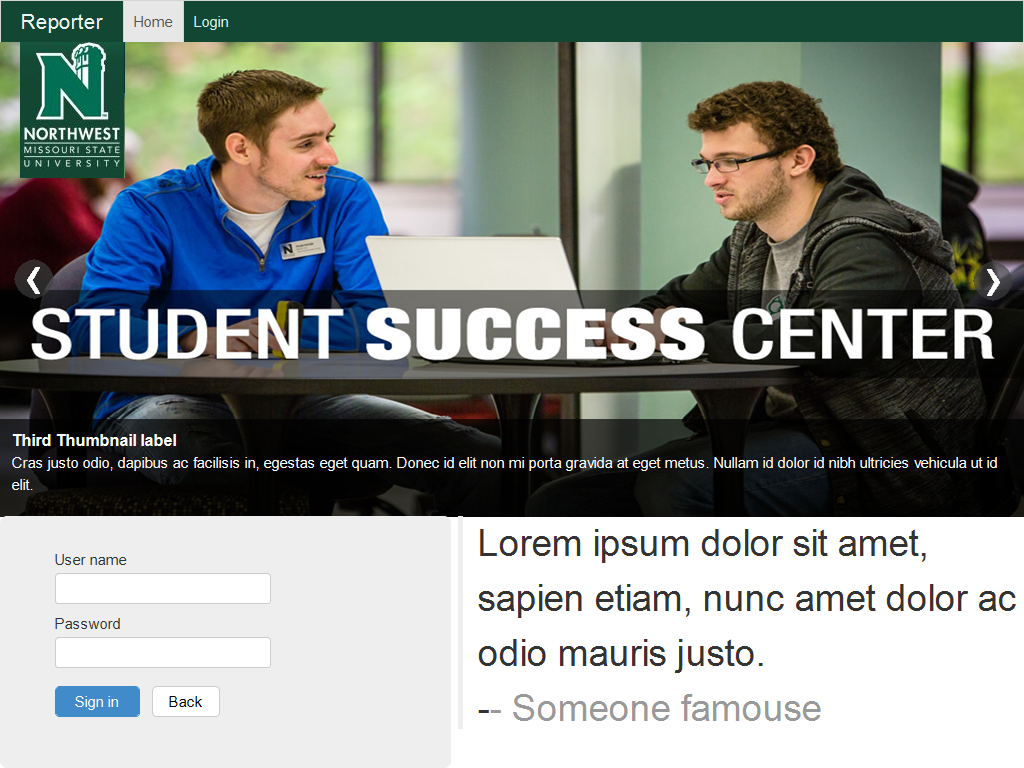 Reporter Home Login
N
NORTHWEST
MISSOURI STATE
UNIVERSITY
N
STUDENT SUCCESS CENTER
Third Thumbnail label
Cras justo odio, dapibus ac facilisis in, egestas eget quam. Donec id elit non mi porta gravida at eget metus. Nullam id dolor id nibh ultricies vehicula ut id
elit.
User name
Password
Sign in Back
Lorem ipsum dolor sit amet,
sapien etiam, nunc amet dolor ac
odio mauris justo.
-- Someone famouse